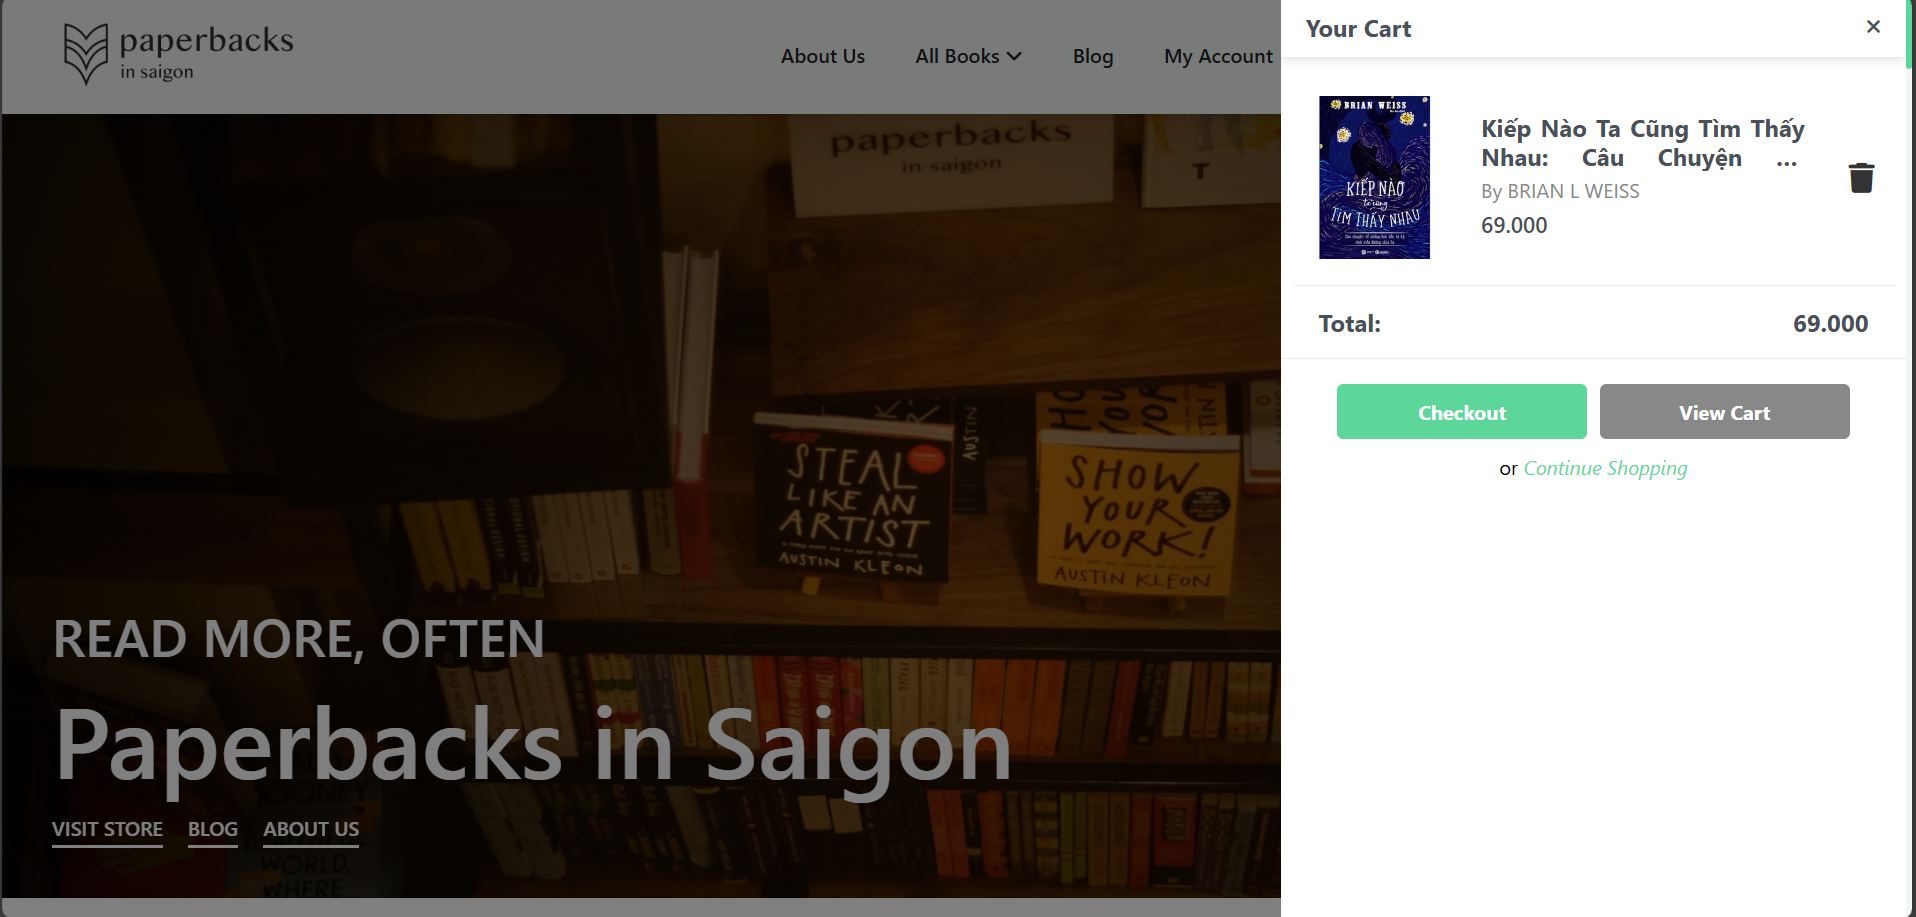 paperbacks
in saigon
About Us
All Books
Blog
My Account
Your Cart
BRIAN WEISS
KIẾP NÀO
ta cũng
TÌM THẤY NHAU
Kiếp Nào Ta Cũng Tìm Thấy
Nhau: Câu Chuyện ...
By BRIAN L WEISS
69.000
Total:
69.000
Checkout
View Cart
or Continue Shopping
paperbacks
in saigon
T
STEAL
LIKE AN
ARTIST
AUSTIN KLEON
AUSTIN
SHOW
YOUR
WORK!
AUSTIN KLEON
READ MORE, OFTEN
Paperbacks in Saigon
VISIT STORE
BLOG
ABOUT US
WORLD,
WHERE